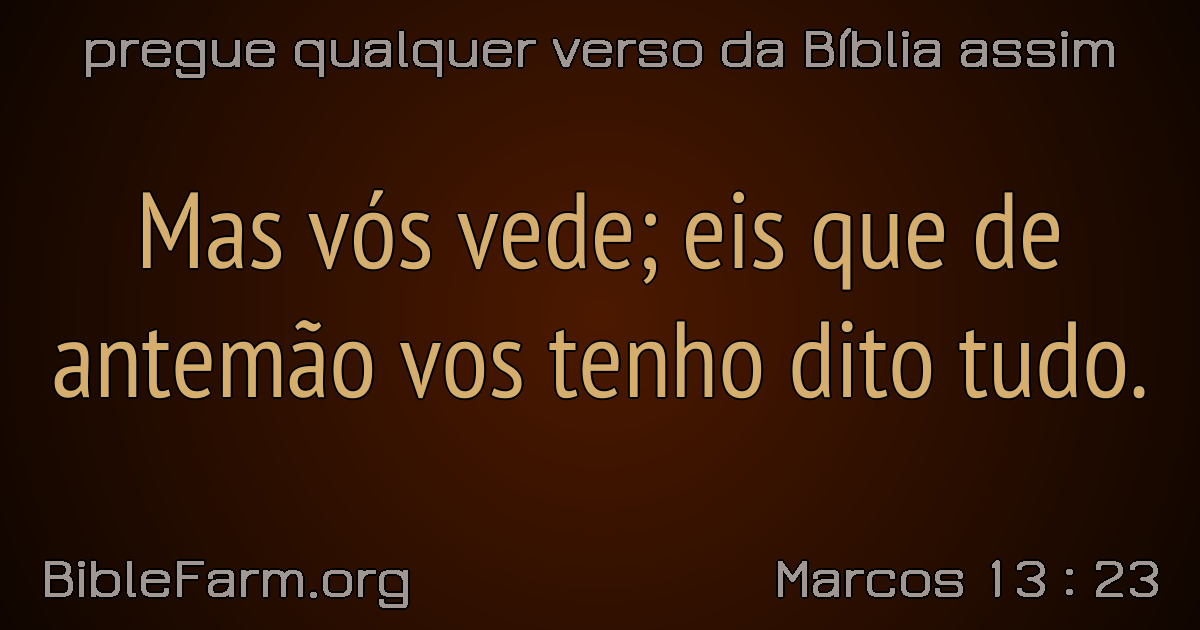 pregue qualquer verso da Bíblia assim
Mas vós vede; eis que de
antemão vos tenho dito tudo.
BibleFarm.org
Marcos 13 : 23